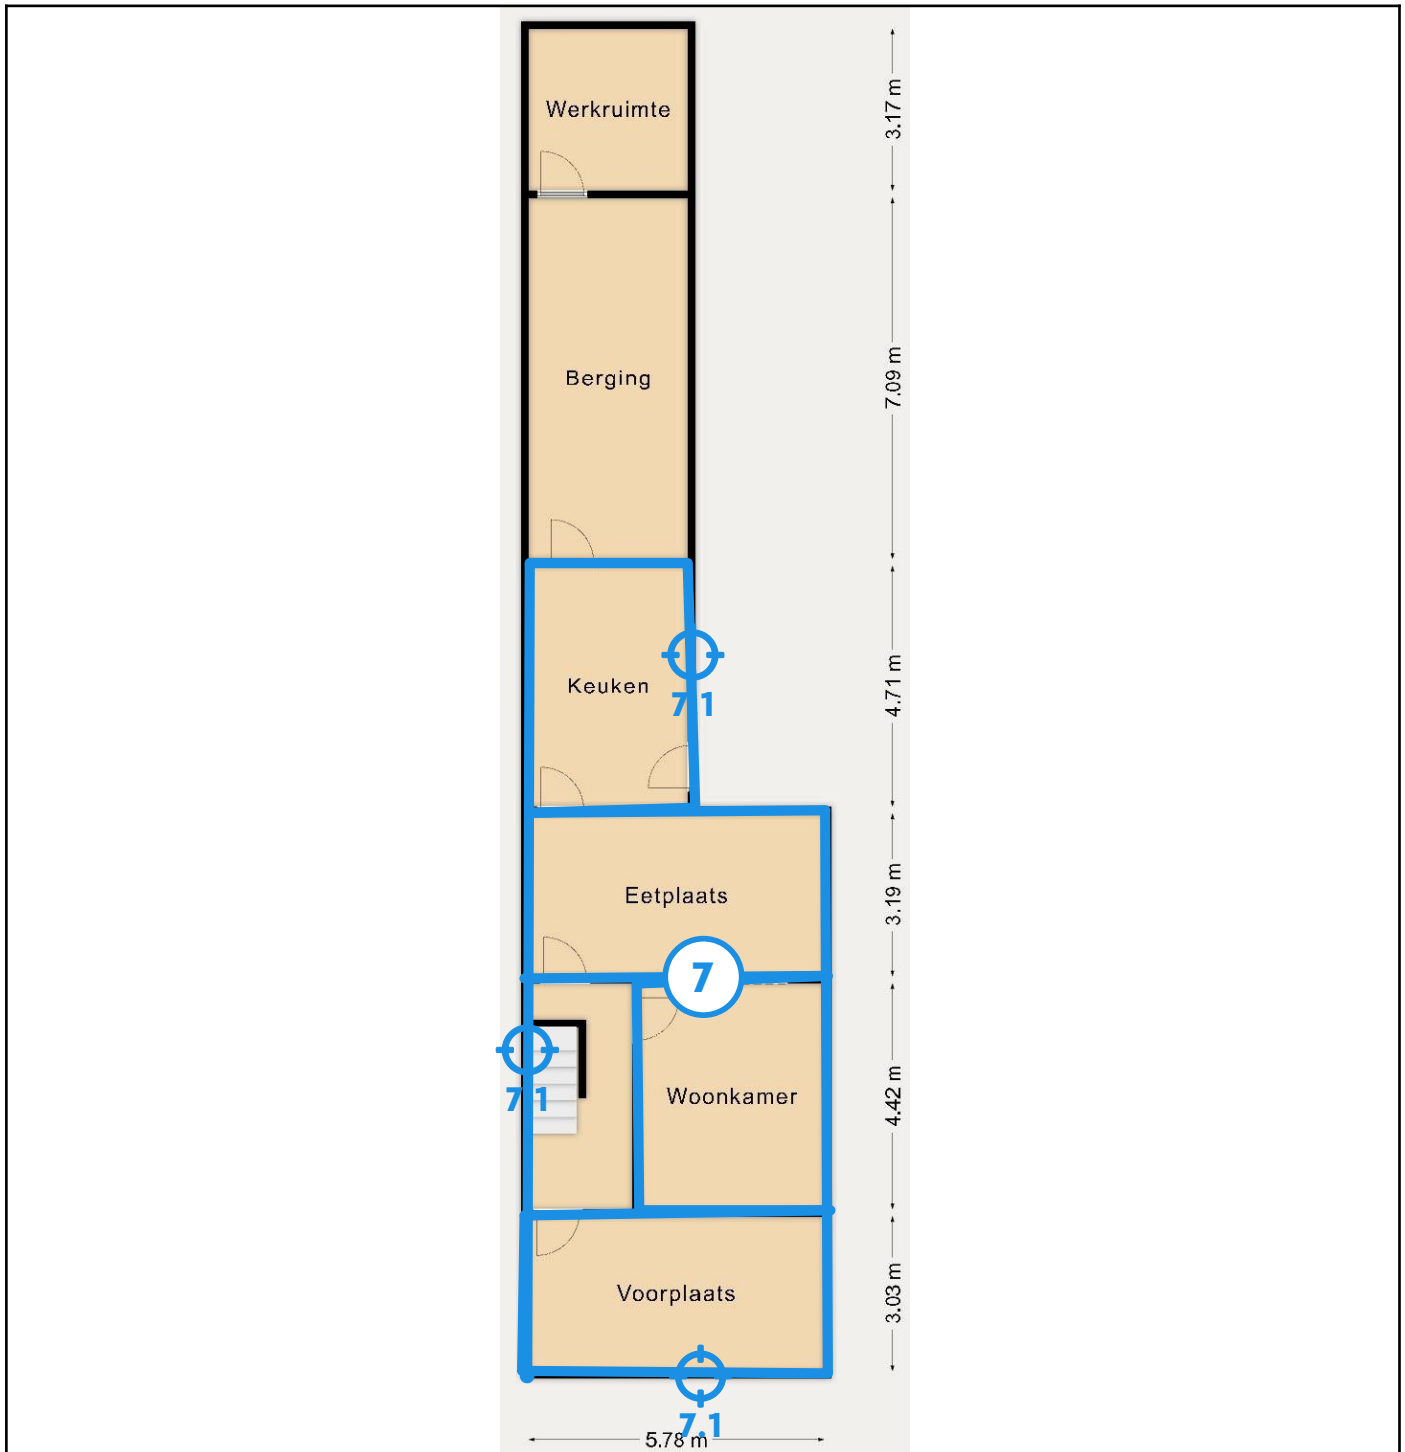 Werkruimte
3.17 m
Berging
7.09 m
Keuken
4.71 m
7.1
Eetplaats
3.19 m
7
7.1
Woonkamer
4.42 m
Voorplaats
3.03 m
7.1
5.78 m